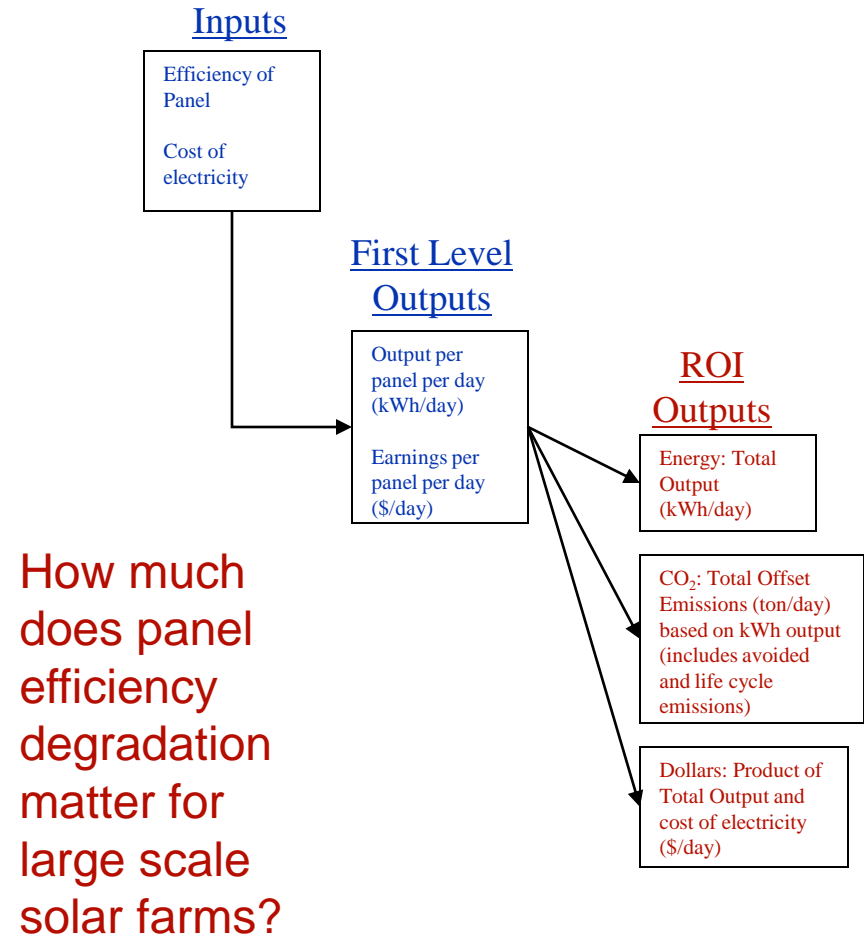 Inputs
Efficiency of
Panel
Cost of
electricity
First Level
Outputs
Output per
panel per day
(kWh/day)
Earnings per
panel per day
($/day)
ROI
Outputs
Energy: Total
Output
(kWh/day)
CO₂: Total Offset
Emissions (ton/day)
based on kWh output
(includes avoided
and life cycle
emissions)
Dollars: Product of
Total Output and
cost of electricity
($/day)
How much
does panel
efficiency
degradation
matter for
large scale
solar farms?